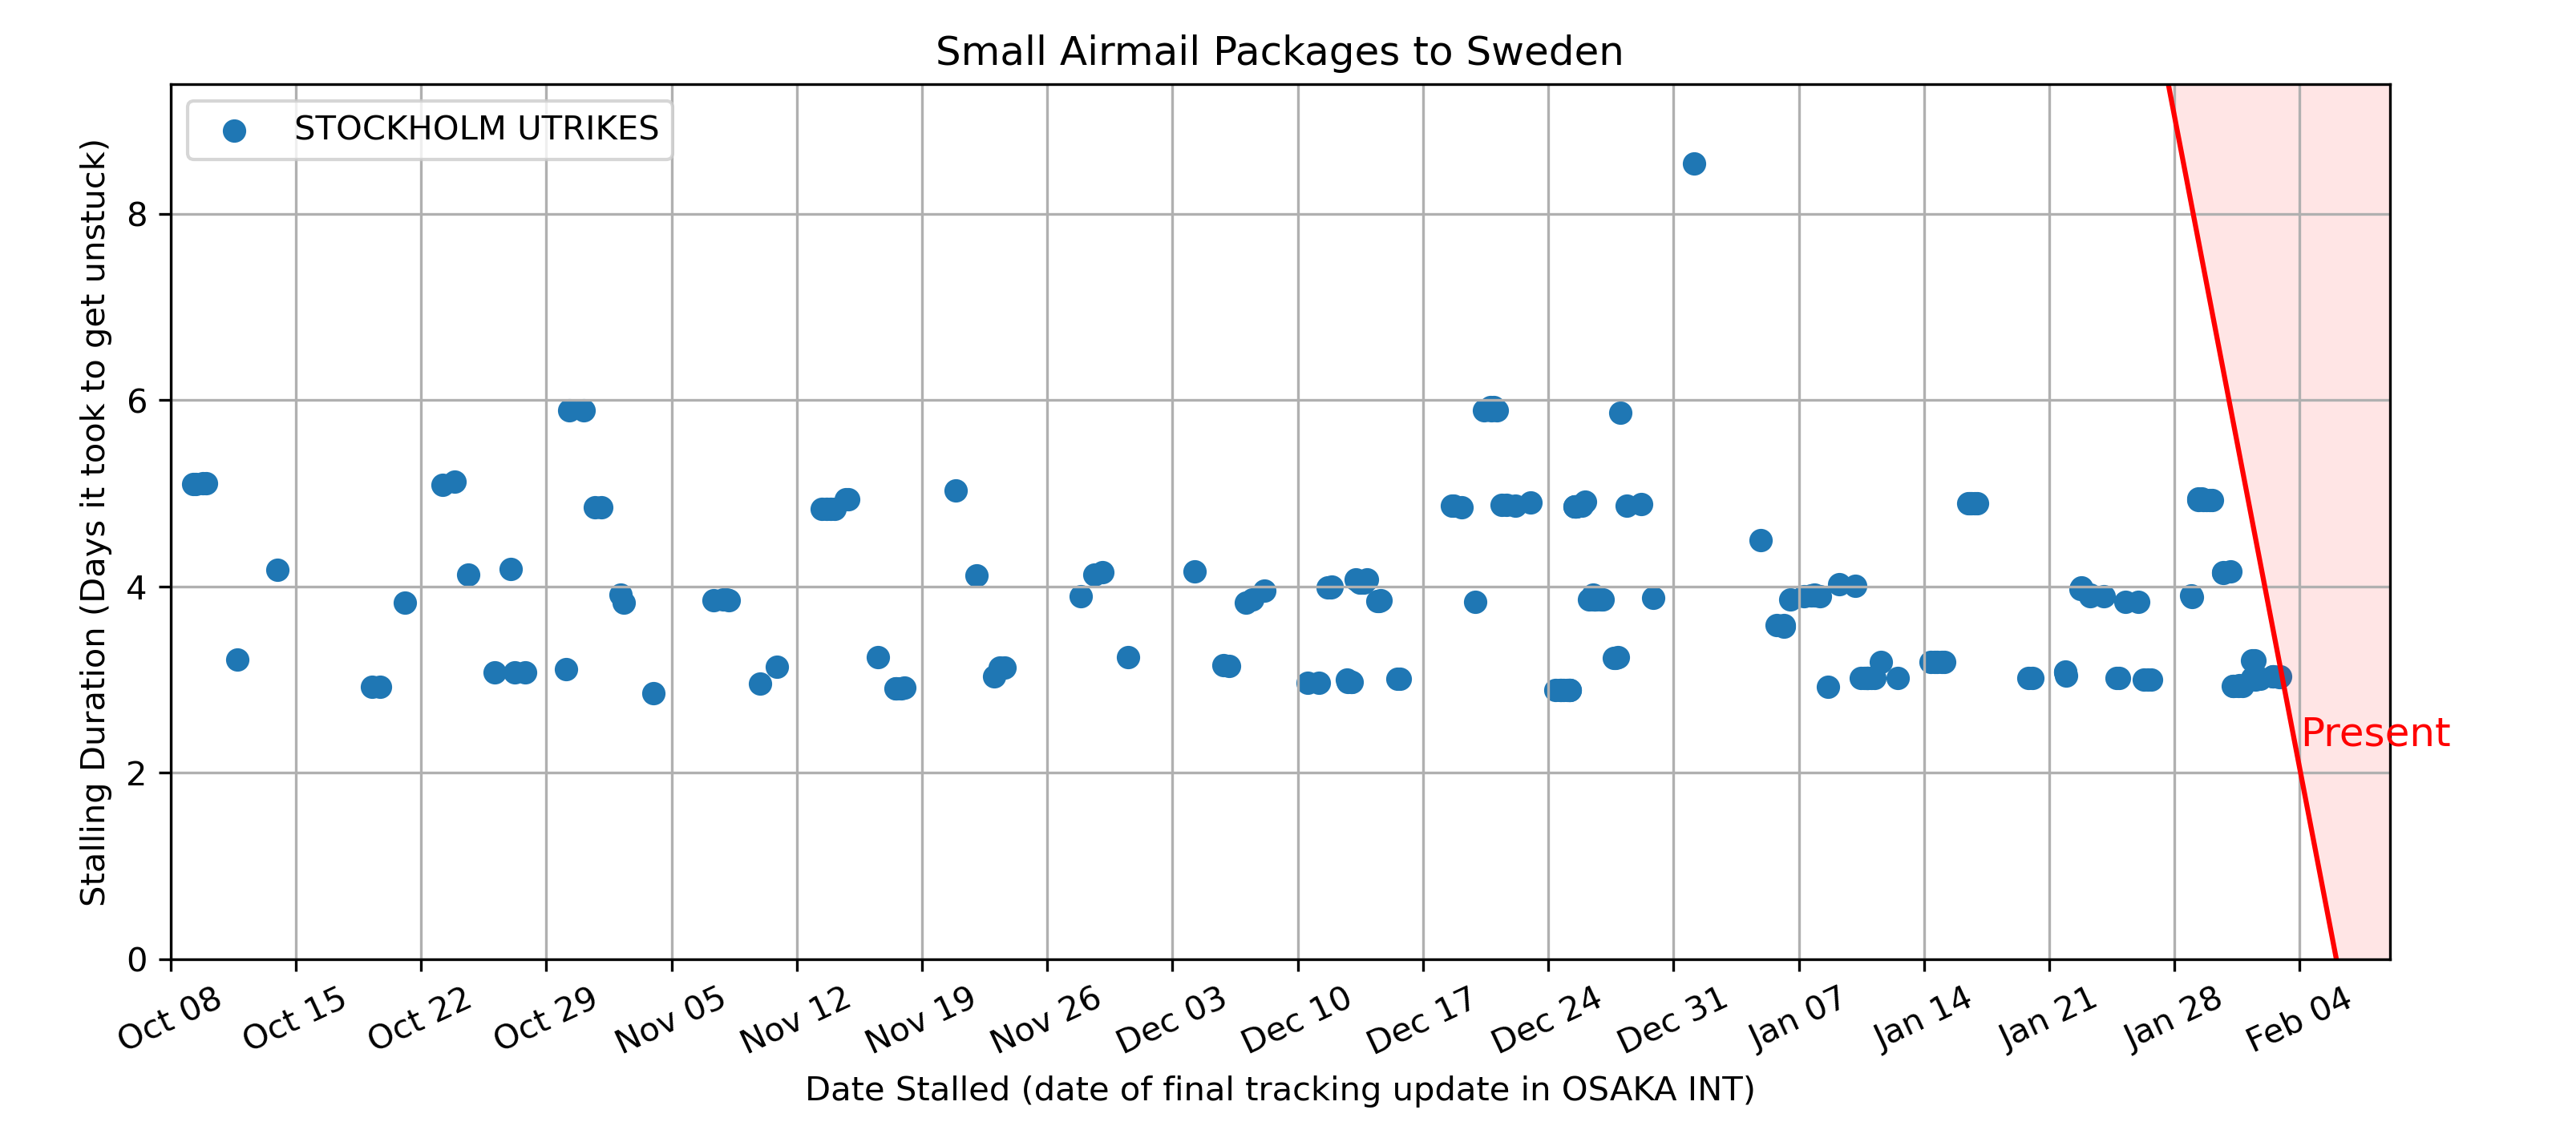 Small Airmail Packages to Sweden
STOCKHOLM UTRIKES
Stalling Duration (Days it took to get unstuck)
8
6
4
2
0
Present
Oct 08
Oct 15
Oct 22
Oct 29
Nov 05
Nov 12
Nov 19
Nov 26
Dec 03
Dec 10
Dec 17
Dec 24
Dec 31
Jan 07
Jan 14
Jan 21
Jan 28
Feb 04
Date Stalled (date of final tracking update in OSAKA INT)